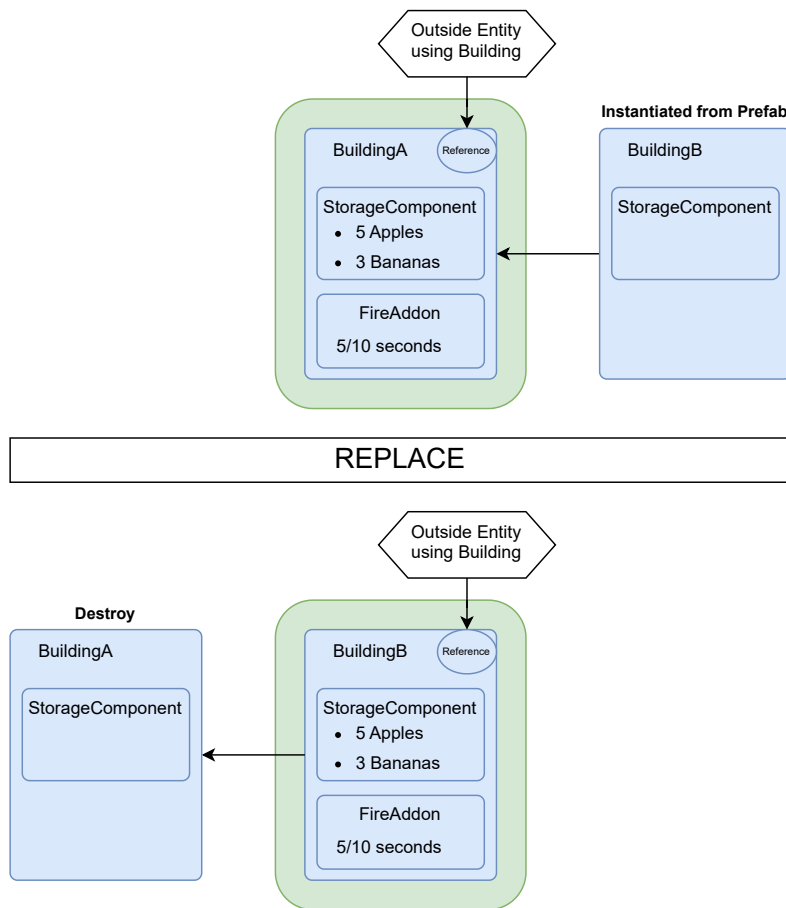 Outside Entity
using Building
Instantiated from Prefab
BuildingA
Reference
BuildingB
StorageComponent
• 5 Apples
• 3 Bananas
StorageComponent
FireAddon
5/10 seconds
REPLACE
Outside Entity
using Building
Destroy
BuildingA
BuildingB
Reference
StorageComponent
StorageComponent
• 5 Apples
• 3 Bananas
FireAddon
5/10 seconds